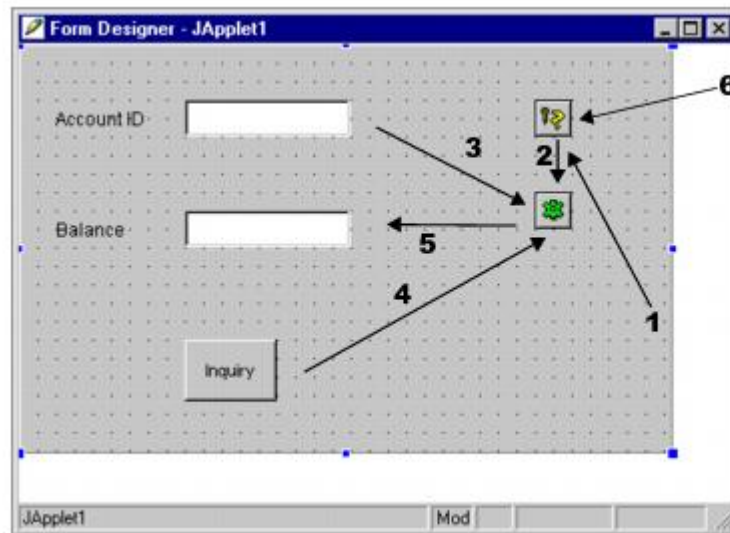 Form Designer - JApplet1
6
Account ID
3
2
Balance
5
4
1
Inquiry
JApplet1 Mod